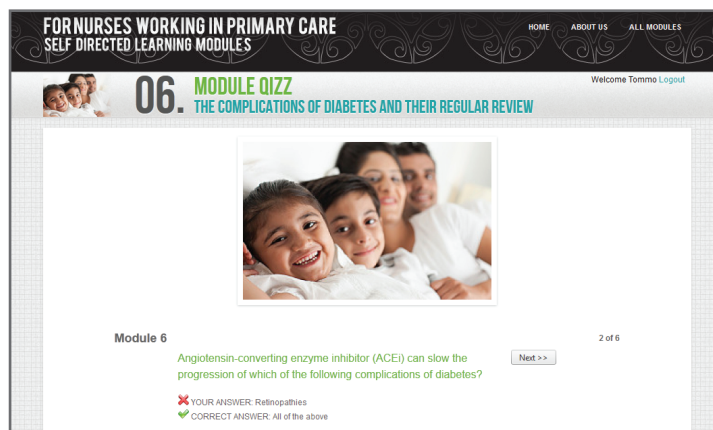 FOR NURSES WORKING IN PRIMARY CARE
SELF DIRECTED LEARNING MODULES
HOME ABOUT US ALL MODULES
Welcome Tommo Logout
06. MODULE QIZZ
THE COMPLICATIONS OF DIABETES AND THEIR REGULAR REVIEW
Module 6
2 of 6
Angiotensin-converting enzyme inhibitor (ACEi) can slow the
progression of which of the following complications of diabetes?
Next >>
YOUR ANSWER: Retinopathies
CORRECT ANSWER: All of the above